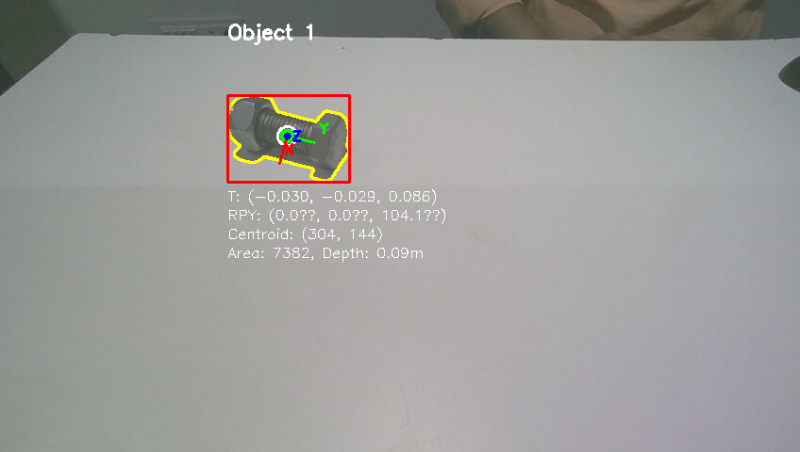 Object 1
Z
Y
X
T: (-0.030, -0.029, 0.086)
RPY: (0.0??, 0.0??, 104.1??)
Centroid: (304, 144)
Area: 7382, Depth: 0.09m